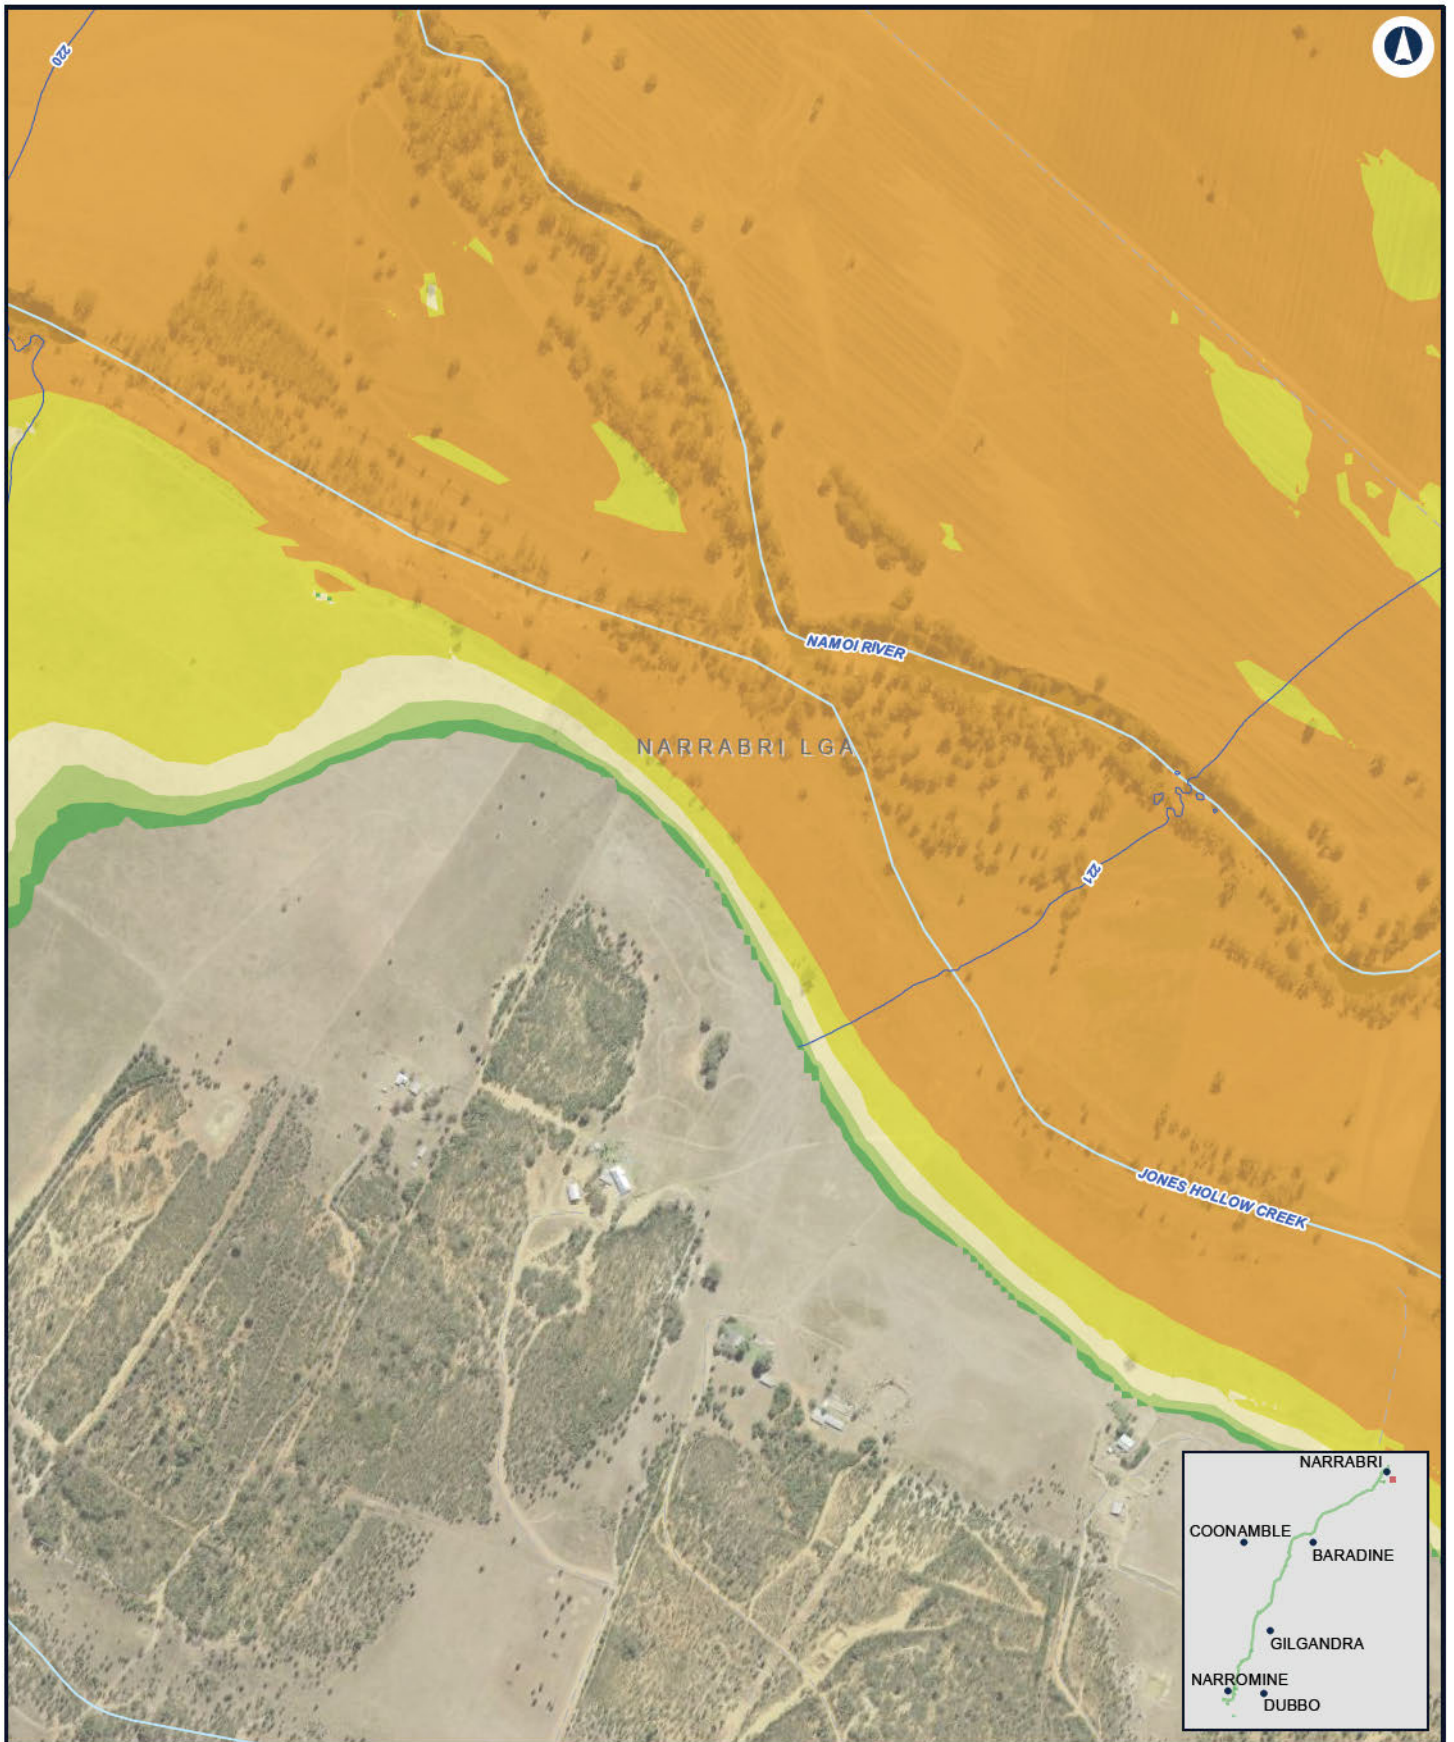 220
NAMOI RIVER
NARRABRI LGA
221
JONES HOLLOW CREEK
NARRABRI
COONAMBLE
BARADINE
GILGANDRA
NARROMINE
DUBBO